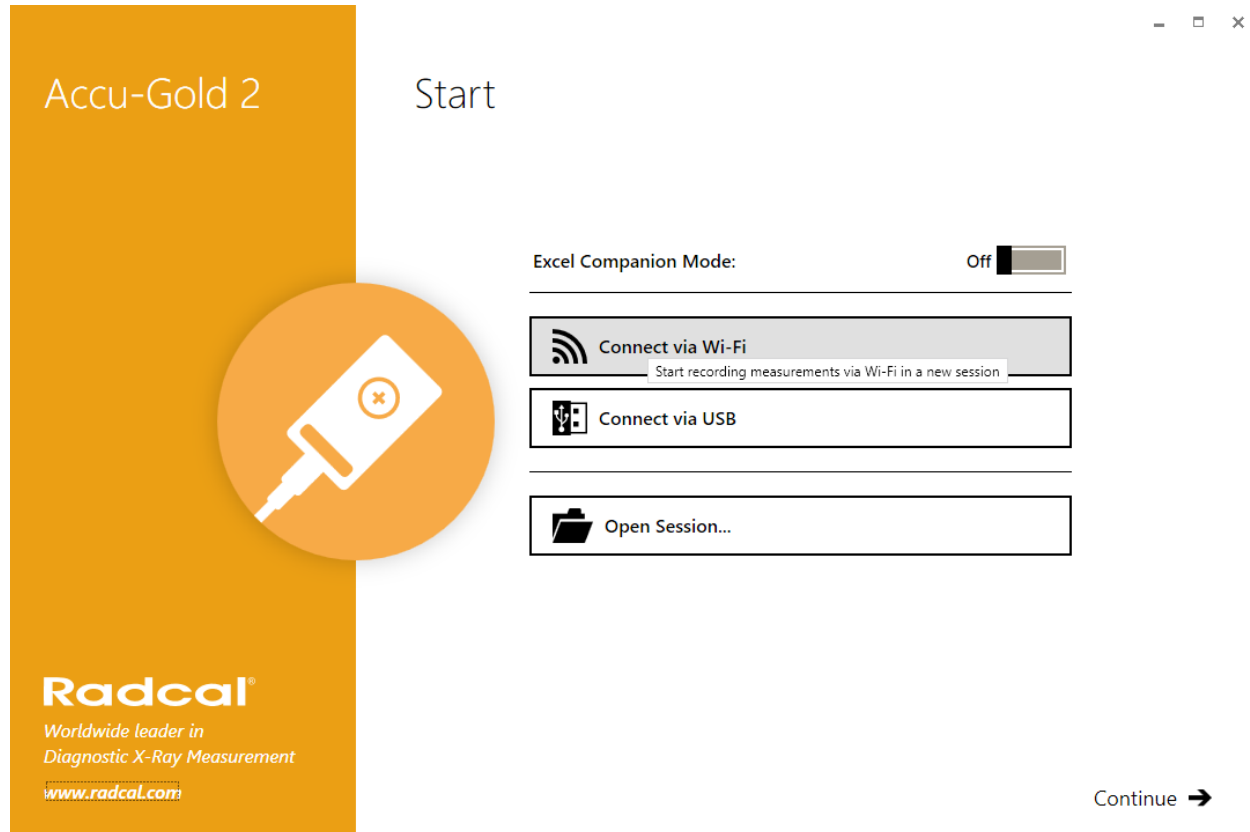 Accu-Gold 2
Start
Excel Companion Mode:
Off
Connect via Wi-Fi
Start recording measurements via Wi-Fi in a new session
Connect via USB
Open Session...
Radcal®
Worldwide leader in
Diagnostic X-Ray Measurement
www.radcal.com
Continue